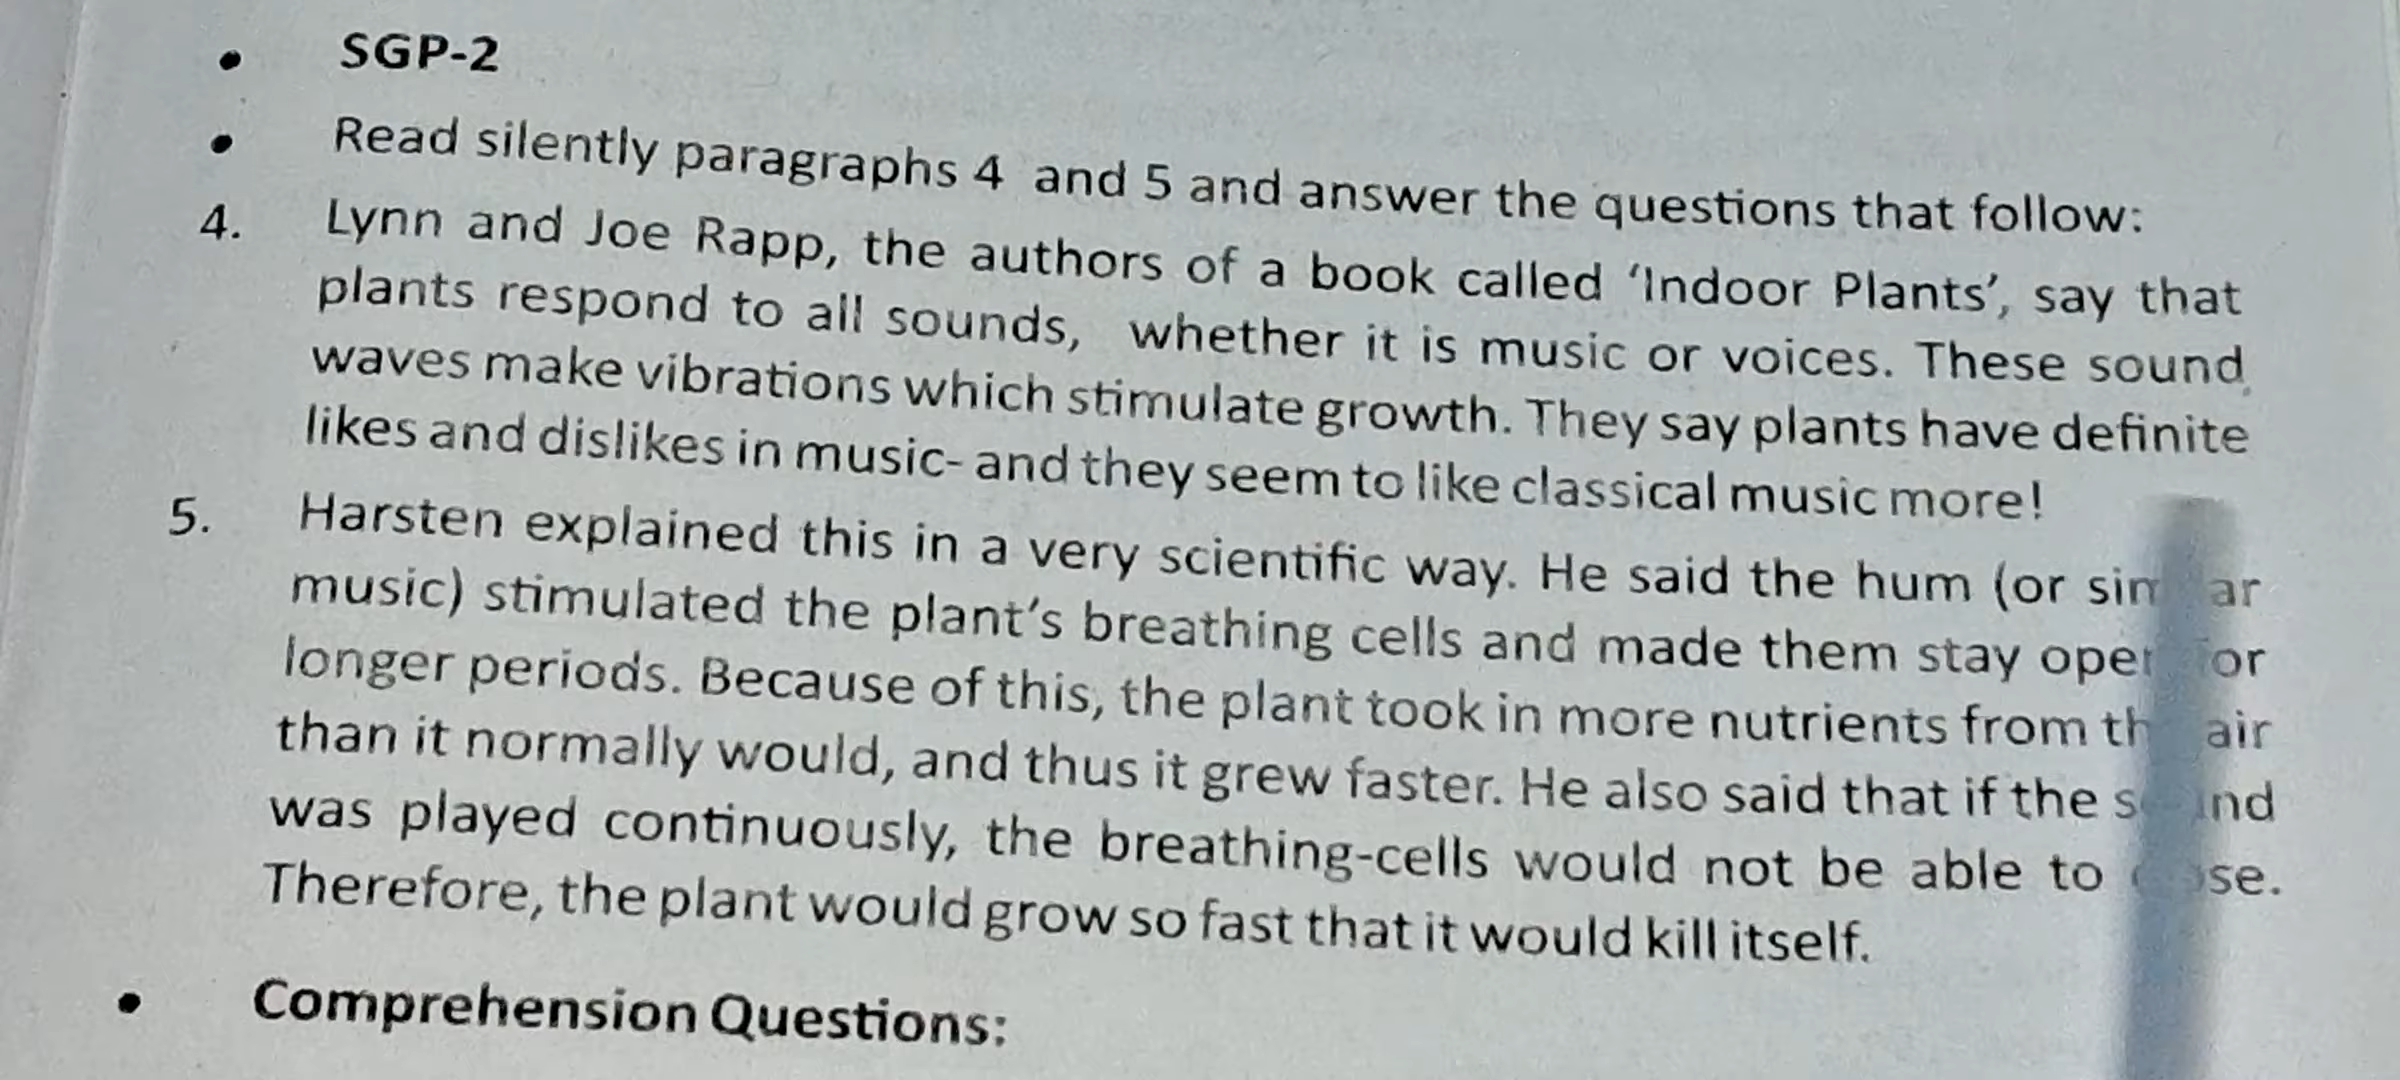 • SGP-2
• Read silently paragraphs 4 and 5 and answer the questions that follow:
4. Lynn and Joe Rapp, the authors of a book called ‘Indoor Plants’, say that
plants respond to all sounds, whether it is music or voices. These sound
waves make vibrations which stimulate growth. They say plants have definite
likes and dislikes in music- and they seem to like classical music more!
5. Harsten explained this in a very scientific way. He said the hum (or
music) stimulated the plant’s breathing cells and made them stay
longer periods. Because of this, the plant took in more nutrients from air
than it normally would, and thus it grew faster. He also said that if the
was played continuously, the breathing-cells would not be able to
Therefore, the plant would grow so fast that it would kill itself.
• Comprehension Questions: